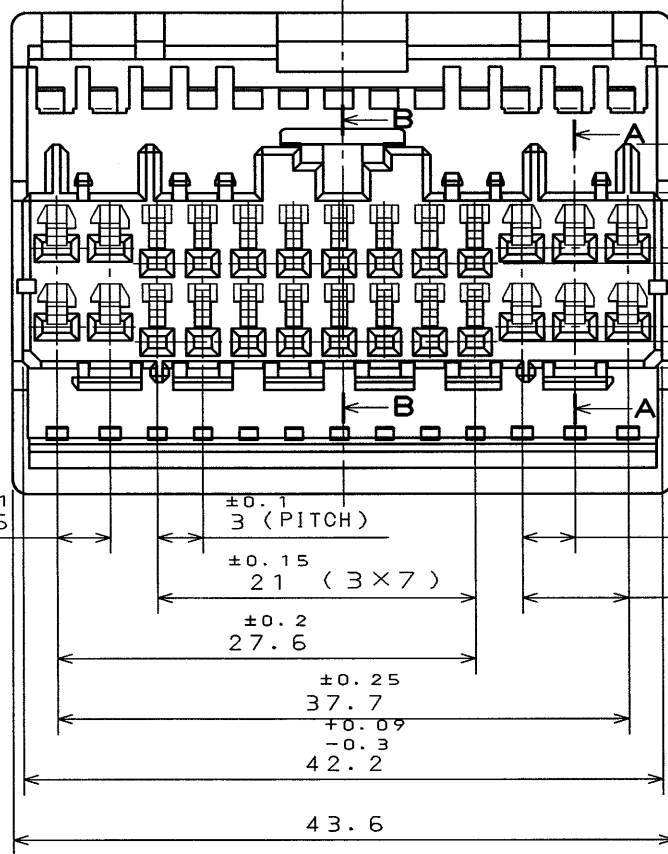 B
A
B
A
±0.1
3 (PITCH)
±0.15
21 (3×7)
±0.2
27.6
±0.25
37.7
+0.09
-0.3
42.2
43.6